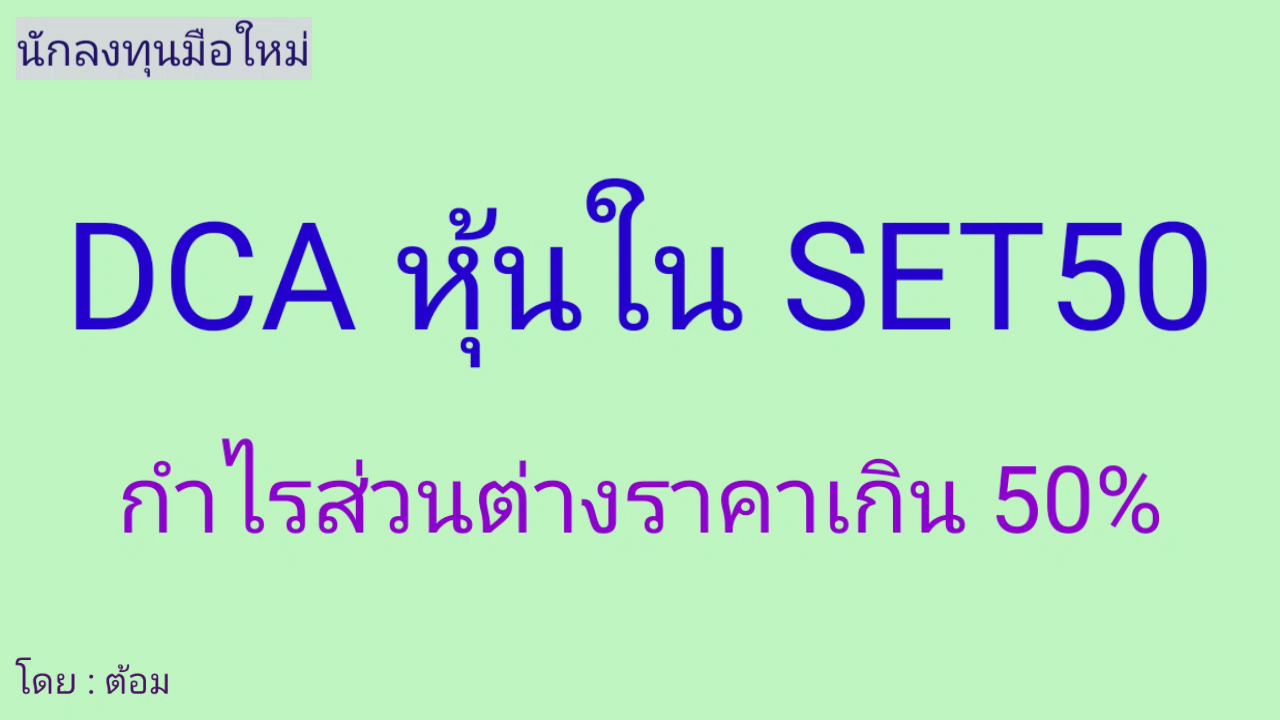 นักลงทุนมือใหม่
DCA หุ้นใน SET50
กำไรส่วนต่างราคาเกิน 50%
โดย : ต้อม